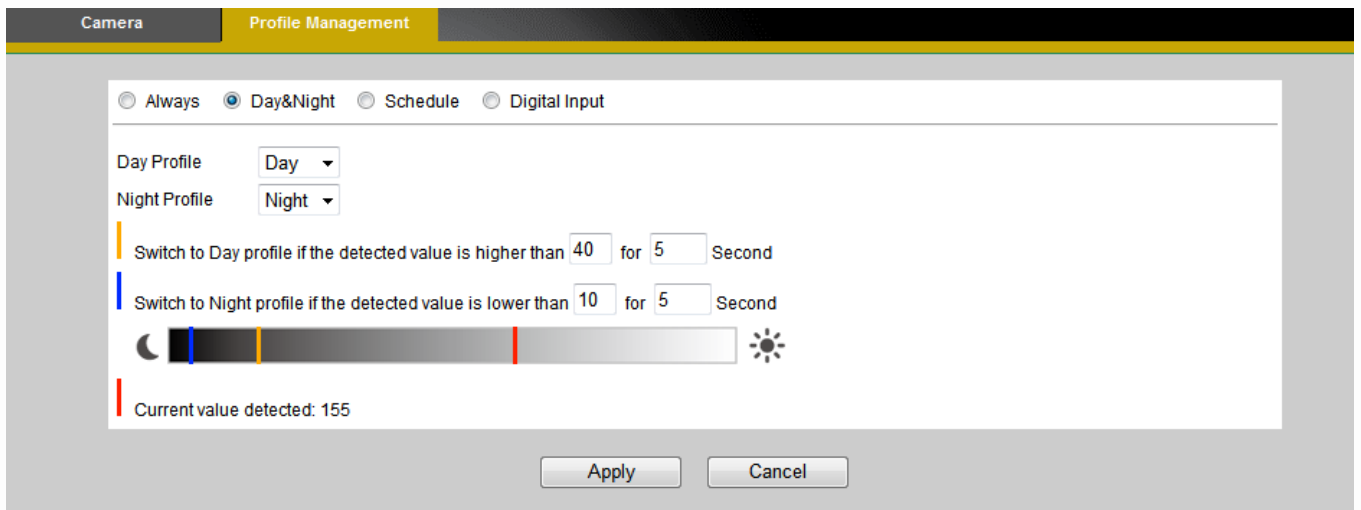 Camera Profile Management
Always Day&Night Schedule Digital Input
Day Profile Day
Night Profile Night
Switch to Day profile if the detected value is higher than 40 for 5 Second
Switch to Night profile if the detected value is lower than 10 for 5 Second
Current value detected: 155
Apply Cancel